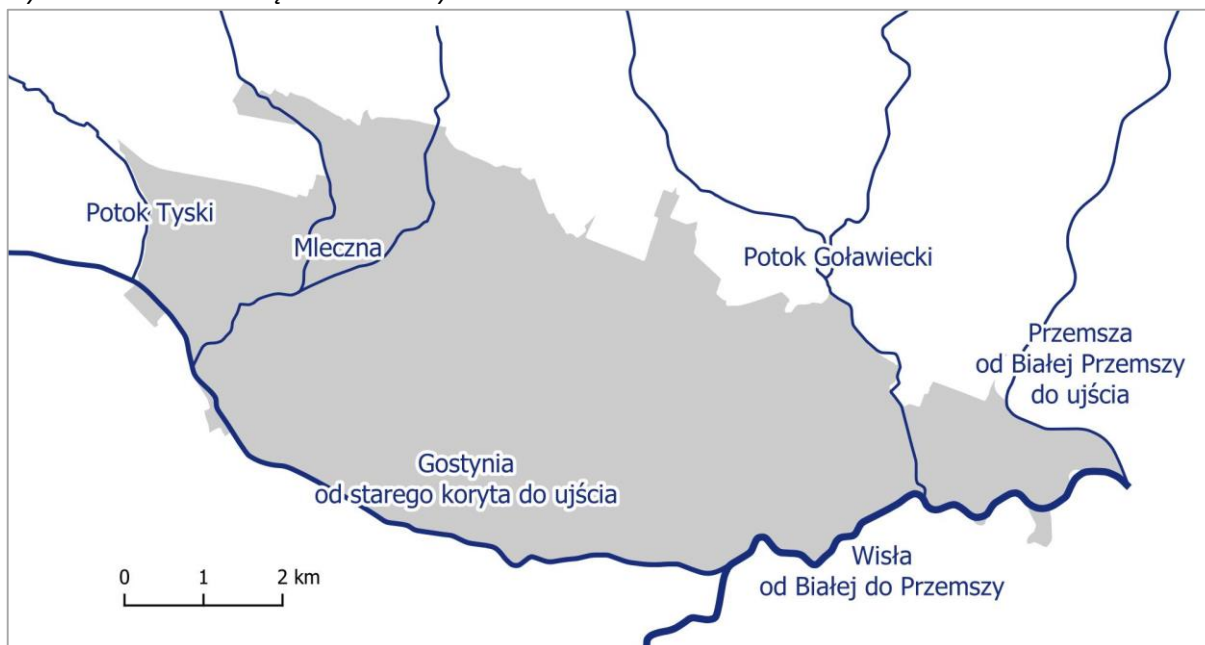 Potok Tyski
Mleczna
Potok Goławiecki
Przemsza
od Białej Przemszy
do ujścia
Gostynia
od starego koryta do ujścia
Wisła
od Białej do Przemszy
0 1 2 km